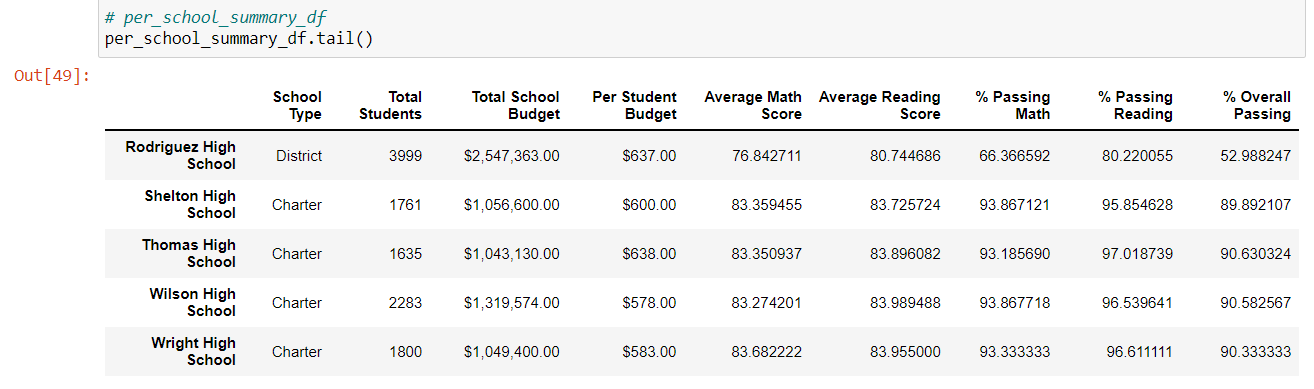 # per_school_summary_df
per_school_summary_df.tail()
Out[49]:
School Type Total Students Total School Budget Per Student Budget Average Math Score Average Reading Score % Passing Math % Passing Reading % Overall Passing
Rodriguez High School District 3999 $2,547,363.00 $637.00 76.842711 80.744686 66.366592 80.220055 52.988247
Shelton High School Charter 1761 $1,056,600.00 $600.00 83.359455 83.725724 93.867121 95.854628 89.892107
Thomas High School Charter 1635 $1,043,130.00 $638.00 83.350937 83.896082 93.185690 97.018739 90.630324
Wilson High School Charter 2283 $1,319,574.00 $578.00 83.274201 83.989488 93.867718 96.539641 90.582567
Wright High School Charter 1800 $1,049,400.00 $583.00 83.682222 83.955000 93.333333 96.611111 90.333333